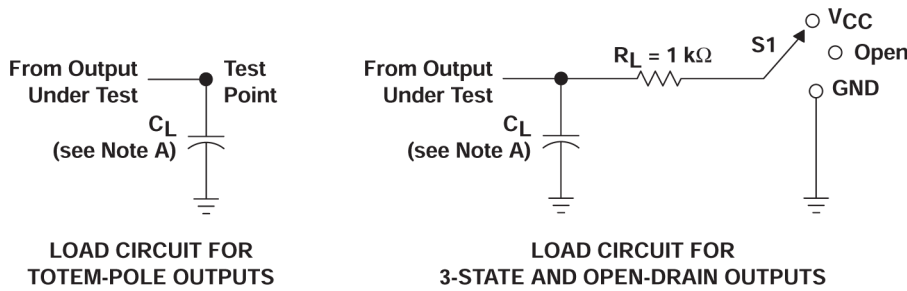 From Output
Under Test
Test
Point
CL
(see Note A)
LOAD CIRCUIT FOR
TOTEM-POLE OUTPUTS
From Output
Under Test
RL = 1 kΩ
S1
VCC
Open
GND
CL
(see Note A)
LOAD CIRCUIT FOR
3-STATE AND OPEN-DRAIN OUTPUTS